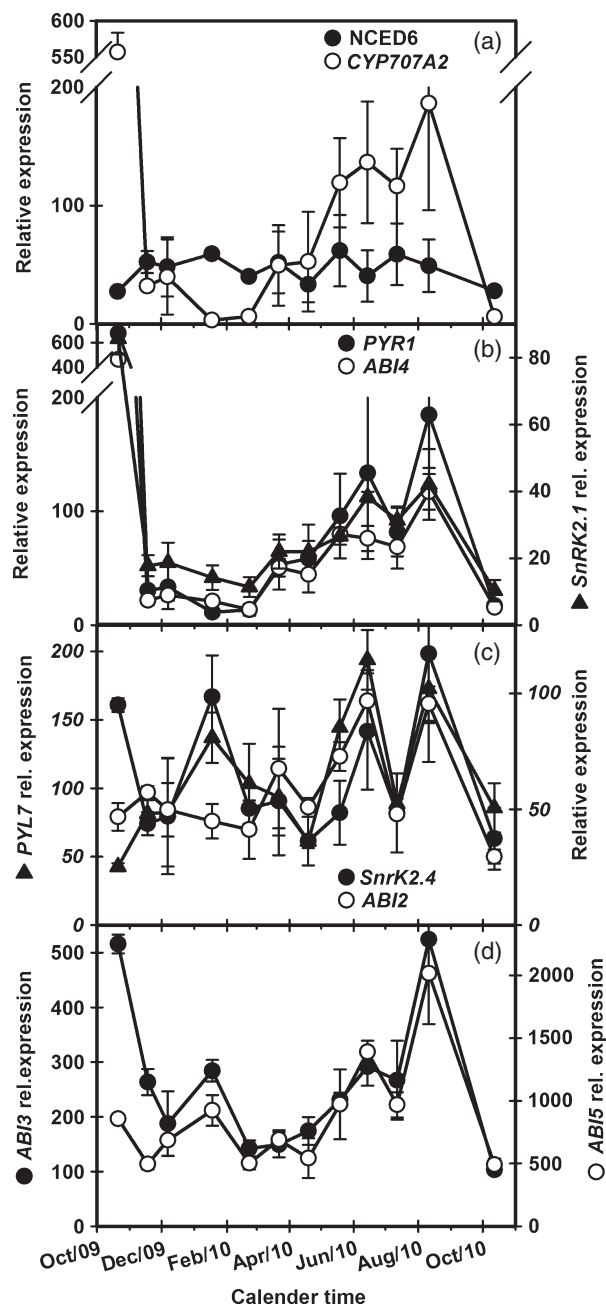 600
550
200
100
0
Relative expression
NCED6
CYP707A2
(a)
600
400
200
100
0
Relative expression
PYR1
ABI4
(b)
80
60
40
20
0
SnRK2.1 rel. expression
200
150
100
50
0
PYL7 rel. expression
(c)
SnrK2.4
ABI2
100
50
0
Relative expression
500
400
300
200
100
0
ABI3 rel.expression
(d)
2000
1500
1000
500
0
ABI5 rel. expression
Oct/09 Dec/09 Feb/10 Apr/10 Jun/10 Aug/10 Oct/10
Calender time